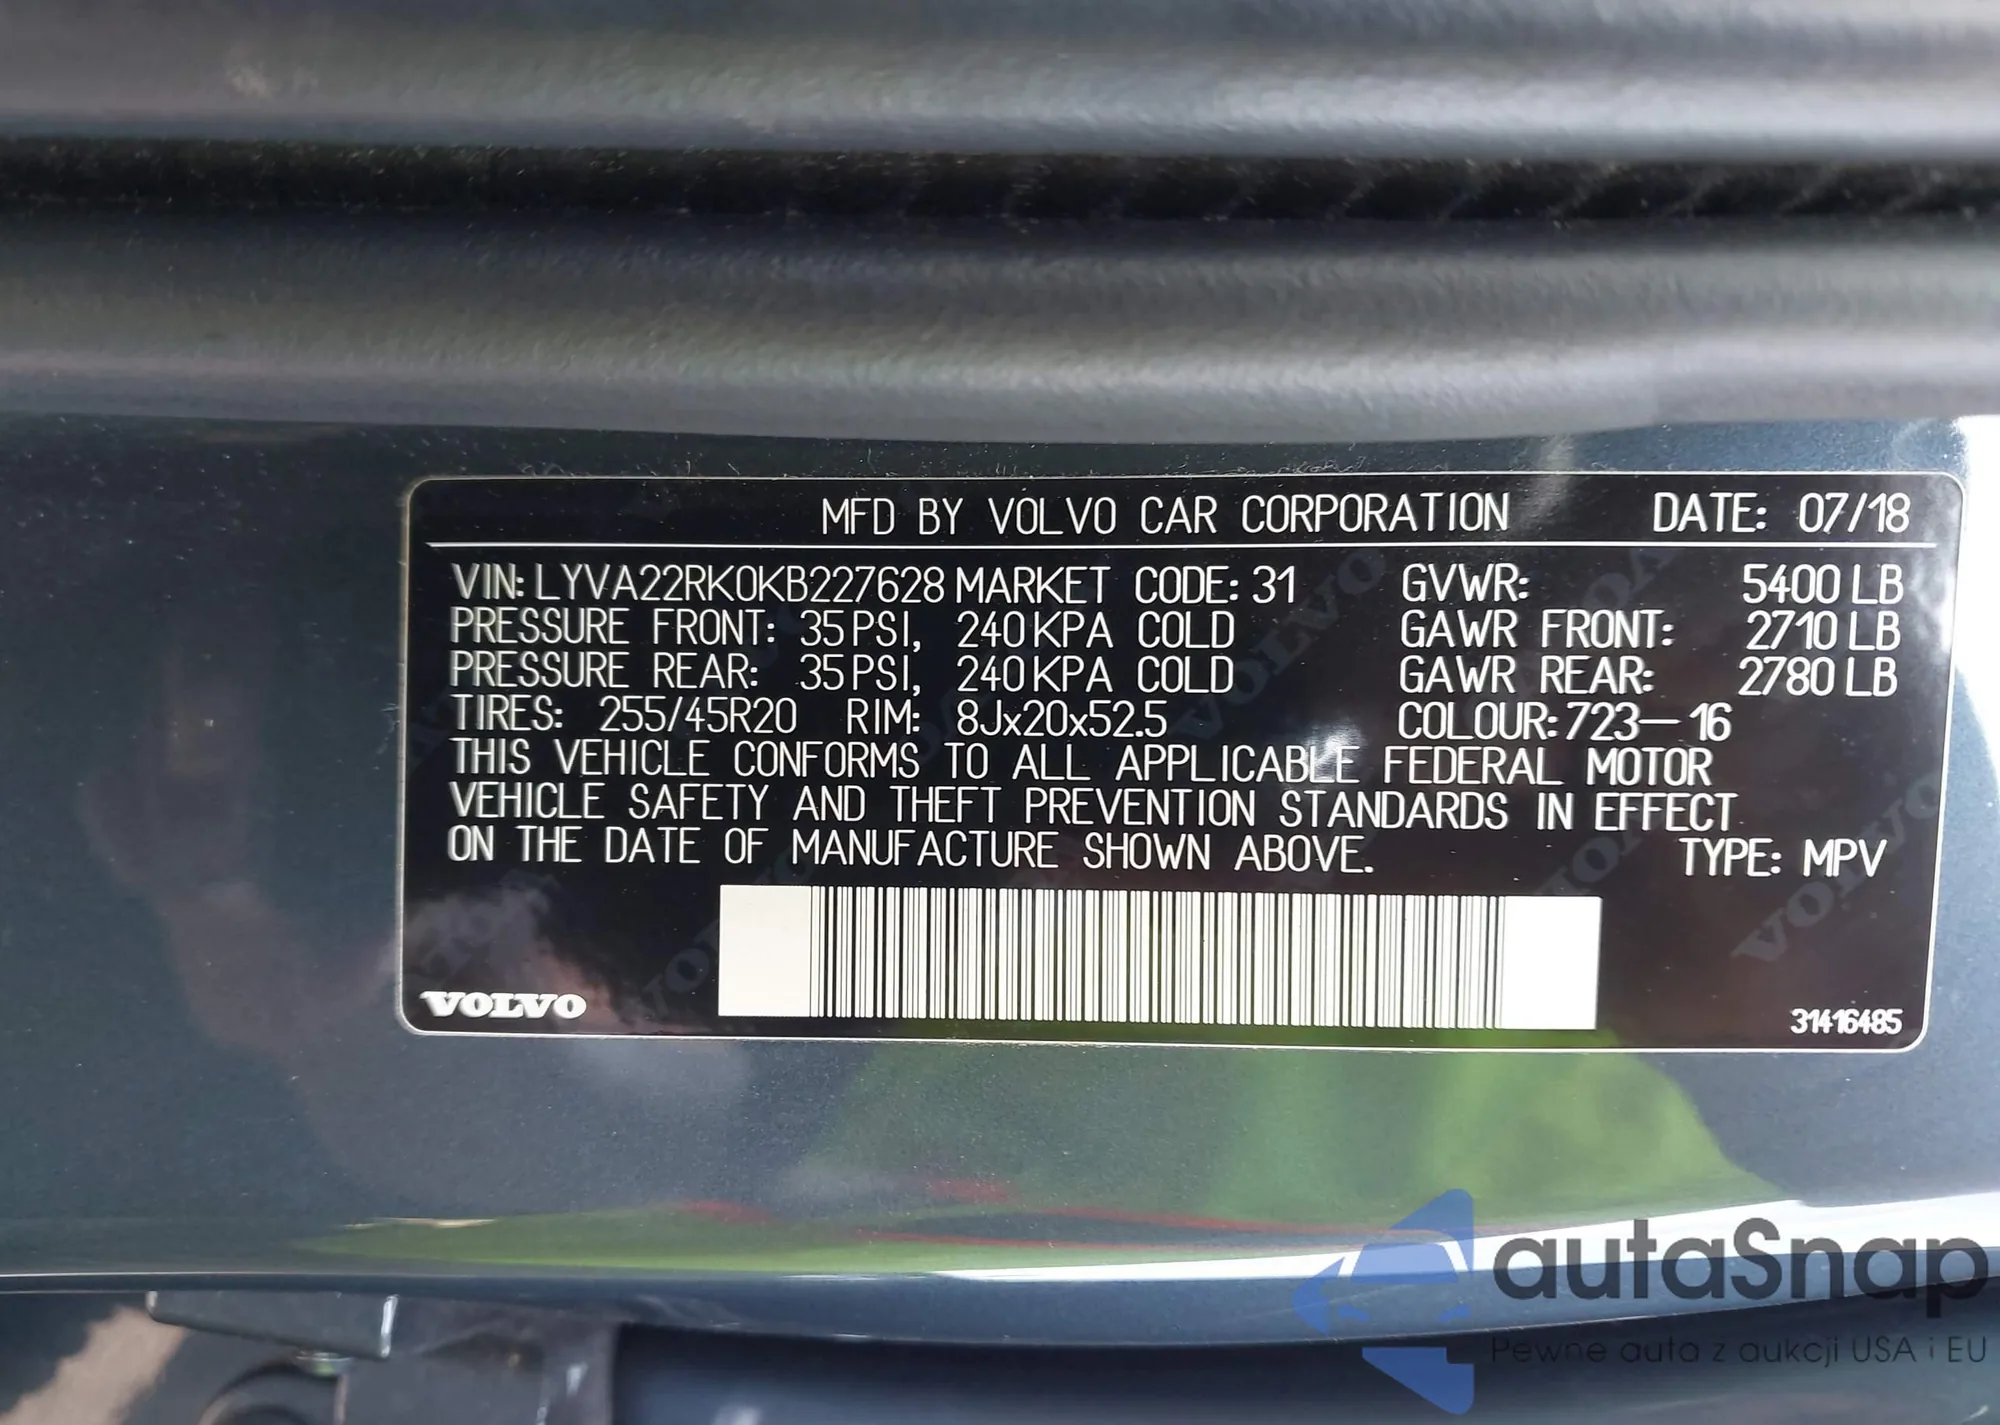 MFD BY VOLVO CAR CORPORATION DATE: 07/18
VIN: LYVA22RK0KB227628 MARKET CODE: 31 GVWR: 5400 LB
PRESSURE FRONT: 35 PSI, 240 KPA COLD GAWR FRONT: 2710 LB
PRESSURE REAR: 35 PSI, 240 KPA COLD GAWR REAR: 2780 LB
TIRES: 255/45R20 RIM: 8Jx20x52.5 COLOUR: 723-16
THIS VEHICLE CONFORMS TO ALL APPLICABLE FEDERAL MOTOR
VEHICLE SAFETY AND THEFT PREVENTION STANDARDS IN EFFECT
ON THE DATE OF MANUFACTURE SHOWN ABOVE. TYPE: MPV
VOLVO
31416485
autaSnap
Pewne auta z aukcji USA i EU